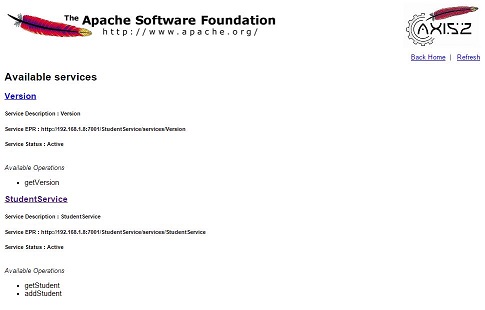 The Apache Software Foundation
http://www.apache.org/
AXIS2
Back Home | Refresh
Available services
Version
Service Description : Version
Service EPR : http://192.168.1.8:7001/StudentService/services/Version
Service Status : Active
Available Operations
• getVersion
StudentService
Service Description : StudentService
Service EPR : http://192.168.1.8:7001/StudentService/services/StudentService
Service Status : Active
Available Operations
• getStudent
• addStudent